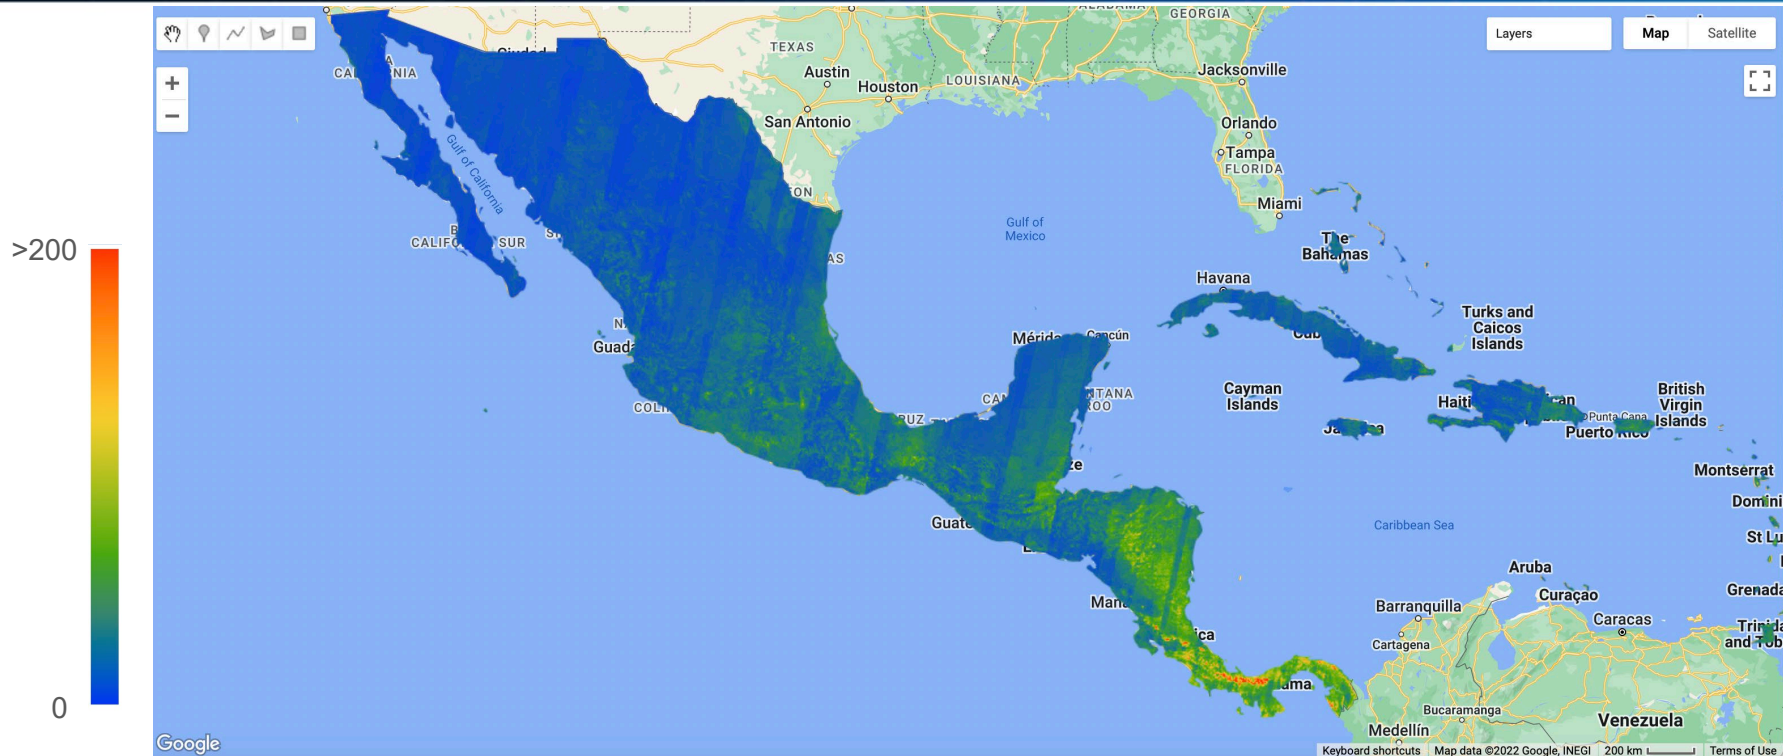 ALABAMA
GEORGIA
Layers
Map
Satellite
TEXAS
Austin
Houston
LOUISIANA
Jacksonville
San Antonio
Orlando
Tampa
FLORIDA
Miami
Gulf of California
SUR
Gulf of
Mexico
The
Bahamas
>200
Havana
Turks and
Caicos
Islands
Mérida
Cancún
Cayman
Islands
British
Virgin
Islands
Haiti
Punta Cana
Puerto Rico
Montserrat
Caribbean Sea
Aruba
Curaçao
Barranquilla
Caracas
Cartagena
0
Bucaramanga
Venezuela
Medellín
Google
Keyboard shortcuts
Map data ©2022 Google, INEGI
200 km
Terms of Use